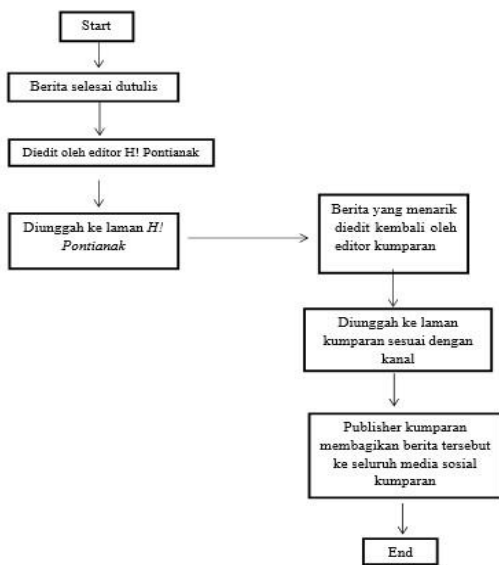 Start
Berita selesai dutulis
Diedit oleh editor H! Pontianak
Diunggah ke laman H!
Pontianak
Berita yang menarik
diedit kembali oleh
editor kumparan
Diunggah ke laman
kumparan sesuai dengan
kanal
Publisher kumparan
membagikan berita tersebut
ke seluruh media sosial
kumparan
End